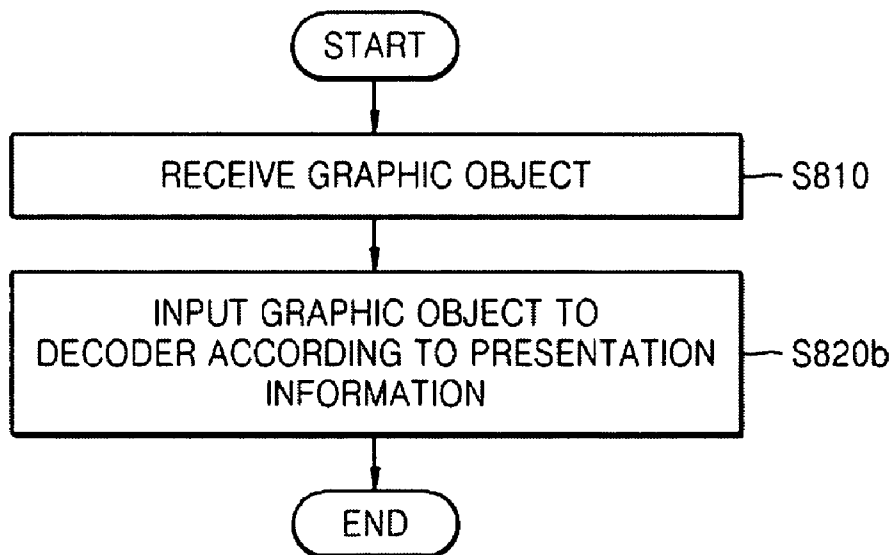 START
RECEIVE GRAPHIC OBJECT
S810
INPUT GRAPHIC OBJECT TO
DECODER ACCORDING TO PRESENTATION
INFORMATION
S820b
END